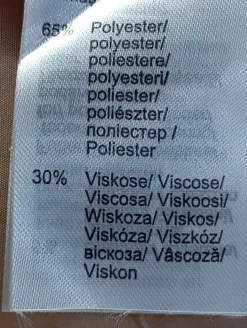 65% Polyester/
polyester/
poliestere/
polyesteri/
poliester/
poliészter/
поліестер /
Poliester
30% Viskose/ Viscose/
Viscosa/ Viskoosi/
Wiskoza/ Viskos/
Viskóza/ Viszkóz/
віскоза/ Vâscoză/
Viskon